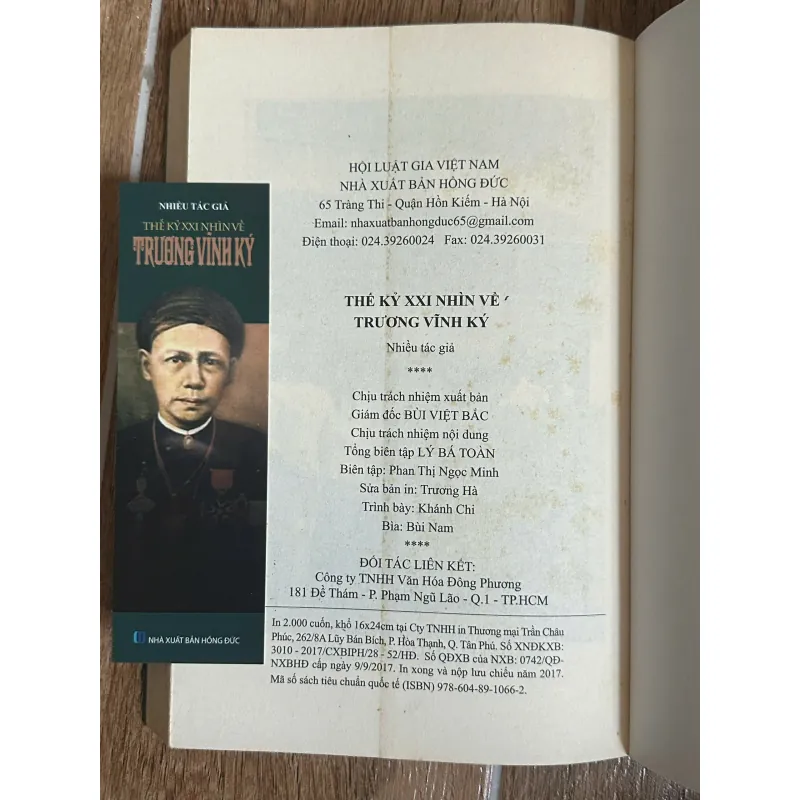 NHIỀU TÁC GIẢ
THẾ KỶ XXI NHÌN VỀ
TRƯƠNG VĨNH KÝ
NHÀ XUẤT BẢN HỒNG ĐỨC
HỘI LUẬT GIA VIỆT NAM
NHÀ XUẤT BẢN HỒNG ĐỨC
65 Tràng Thi - Quận Hồn Kiếm - Hà Nội
Email: nhaxuatbanhongduc65@gmail.com
Điện thoại: 024.39260024 Fax: 024.39260031
THẾ KỶ XXI NHÌN VỀ
TRƯƠNG VĨNH KÝ
Nhiều tác giả
****
Chịu trách nhiệm xuất bản
Giám đốc BÙI VIỆT BẮC
Chịu trách nhiệm nội dung
Tổng biên tập LÝ BÁ TOÀN
Biên tập: Phan Thị Ngọc Minh
Sửa bản in: Trương Hà
Trình bày: Khánh Chi
Bìa: Bùi Nam
****
ĐỐI TÁC LIÊN KẾT:
Công ty TNHH Văn Hóa Đông Phương
181 Đề Thám - P. Phạm Ngũ Lão - Q.1 - TP.HCM
In 2.000 cuốn, khổ 16x24cm tại Cty TNHH in Thương mại Trần Châu
Phúc, 262/8A Lũy Bán Bích, P. Hòa Thạnh, Q. Tân Phú. Số XNĐKXB:
3010 - 2017/CXBIPH/28 - 52/HĐ. Số QĐXB của NXB: 0742/QĐ-
NXBHĐ cấp ngày 9/9/2017. In xong và nộp lưu chiểu năm 2017.
Mã số sách tiêu chuẩn quốc tế (ISBN) 978-604-89-1066-2.